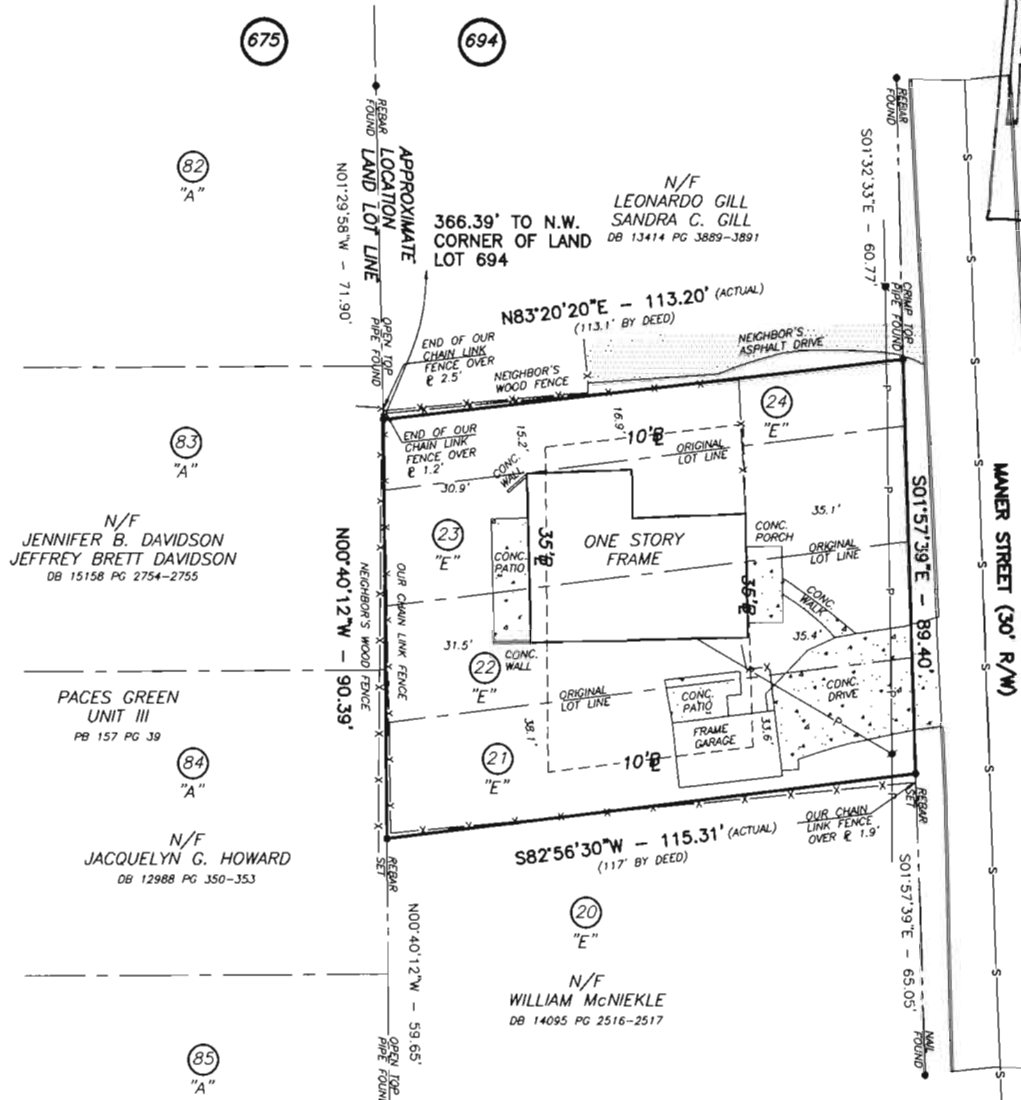 675
694
REBAR
FOUND
REBAR
FOUND
82
"A"
APPROXIMATE
LOCATION
LAND LOT LINE
N01°29'58"W - 71.90'
366.39' TO N.W.
CORNER OF LAND
LOT 694
N/F
LEONARDO GILL
SANDRA C. GILL
DB 13414 PG 3889-3891
S01°32'33"E - 60.77'
N83°20'20"E - 113.20' (ACTUAL)
(113.1' BY DEED)
OPEN TOP
PIPE FOUND
CRIMP TOP
PIPE FOUND
END OF OUR
CHAIN LINK
FENCE OVER
℄ 2.5'
NEIGHBOR'S
WOOD FENCE
NEIGHBOR'S
ASPHALT DRIVE
END OF OUR
CHAIN LINK
FENCE OVER
℄ 1.2'
24
"E"
83
"A"
15.2'
16.9'
10'℄
ORIGINAL
LOT LINE
CONC.
WALL
30.9'
N/F
JENNIFER B. DAVIDSON
JEFFREY BRETT DAVIDSON
DB 15158 PG 2754-2755
23
"E"
35'℄
ONE STORY
FRAME
35.1'
CONC.
PORCH
ORIGINAL
LOT LINE
CONC.
PATIO
35'℄
CONC.
WALK
S01°57'39"E - 89.40'
MANER STREET (30' R/W)
N00°40'12"W - 90.39'
NEIGHBOR'S WOOD FENCE
OUR CHAIN LINK FENCE
31.5'
CONC.
WALL
35.4'
22
"E"
ORIGINAL
LOT LINE
CONC.
PATIO
CONC.
DRIVE
PACES GREEN
UNIT III
PB 157 PG 39
38.1'
FRAME
GARAGE
33.6'
84
"A"
21
"E"
10'℄
REBAR
SET
OUR CHAIN
LINK FENCE
OVER ℄ 1.9'
S82°56'30"W - 115.31' (ACTUAL)
(117' BY DEED)
N/F
JACQUELYN G. HOWARD
DB 12988 PG 350-353
REBAR
SET
N00°40'12"W - 59.65'
S01°57'39"E - 65.05'
20
"E"
N/F
WILLIAM McNIEKLE
DB 14095 PG 2516-2517
NAIL
FOUND
OPEN TOP
PIPE FOUND
85
"A"
X
P
S